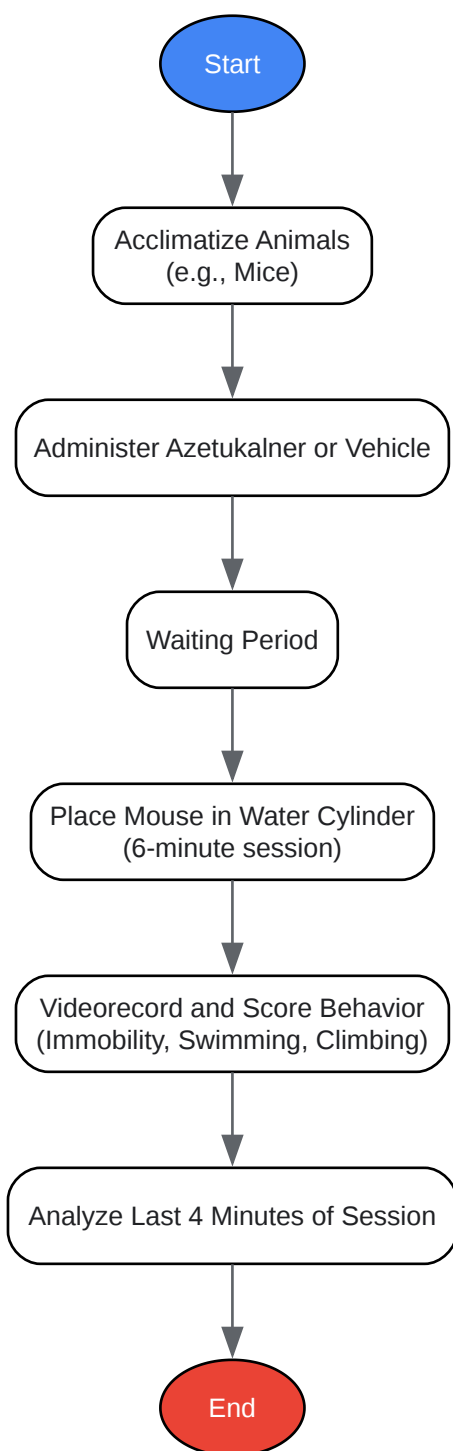 Start
Acclimatize Animals
(e.g., Mice)
Administer Azetukalner or Vehicle
Waiting Period
Place Mouse in Water Cylinder
(6-minute session)
Videorecord and Score Behavior
(Immobility, Swimming, Climbing)
Analyze Last 4 Minutes of Session
End